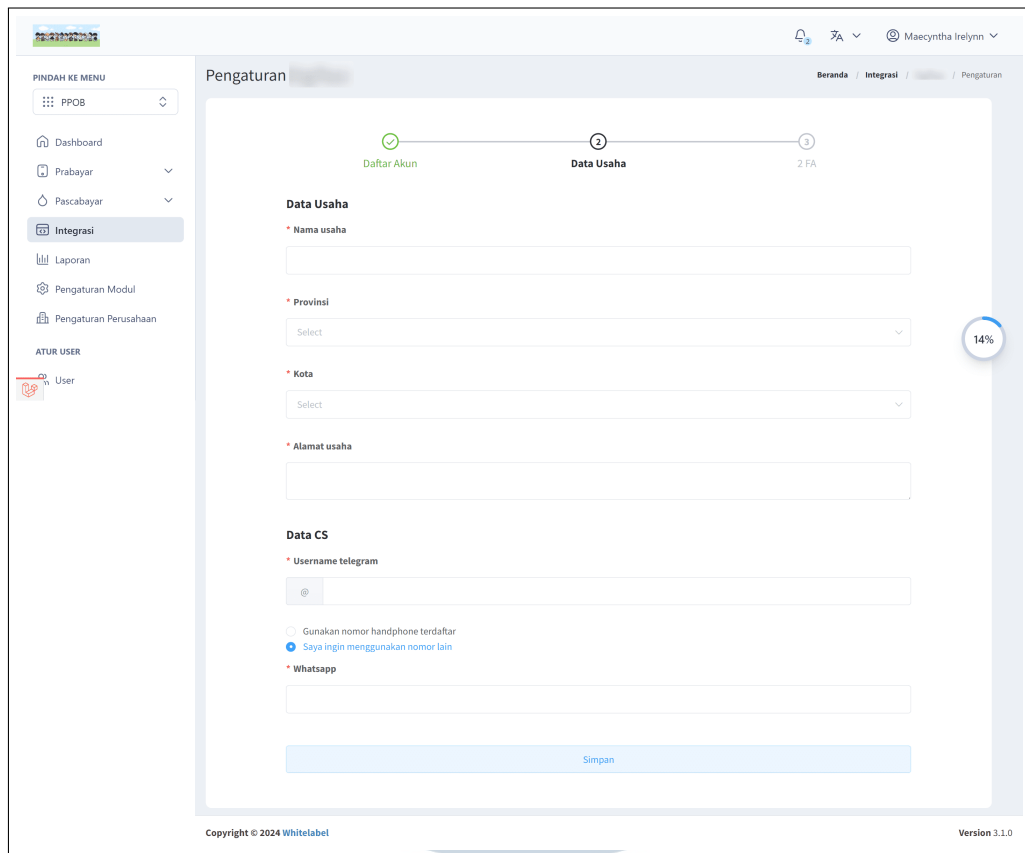 2
Maecyntha Irelynn
PINDAH KE MENU
PPOB
Dashboard
Prabayar
Pascabayar
Integrasi
Laporan
Pengaturan Modul
Pengaturan Perusahaan
ATUR USER
User
Pengaturan
Beranda / Integrasi / / Pengaturan
2 3
Daftar Akun Data Usaha 2 FA
Data Usaha
* Nama usaha
* Provinsi
Select
14%
* Kota
Select
* Alamat usaha
Data CS
* Username telegram
@
Gunakan nomor handphone terdaftar
Saya ingin menggunakan nomor lain
* Whatsapp
Simpan
Copyright © 2024 Whitelabel
Version 3.1.0